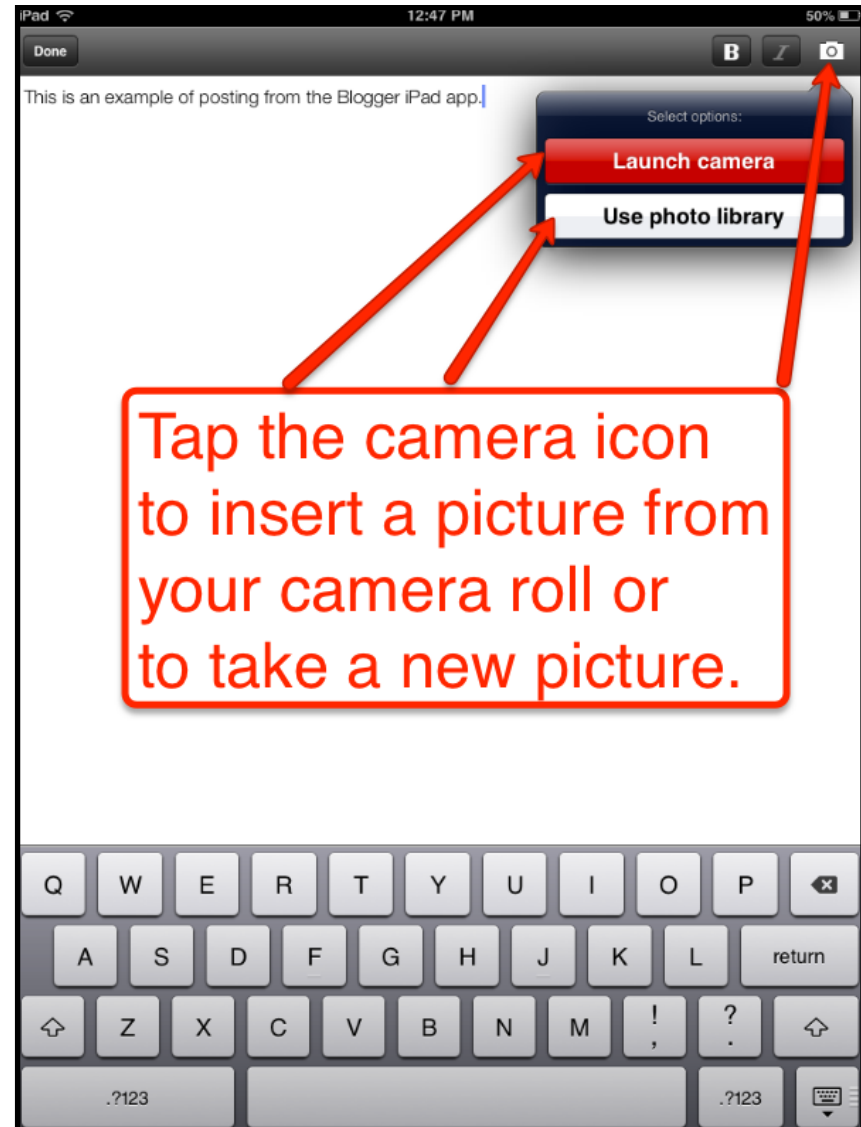 iPad 12:47 PM 50%
Done B I
This is an example of posting from the Blogger iPad app.
Select options:
Launch camera
Use photo library
Tap the camera icon
to insert a picture from
your camera roll or
to take a new picture.
Q W E R T Y U I O P
A S D F G H J K L return
Z X C V B N M ! , ? .
.?123 .?123